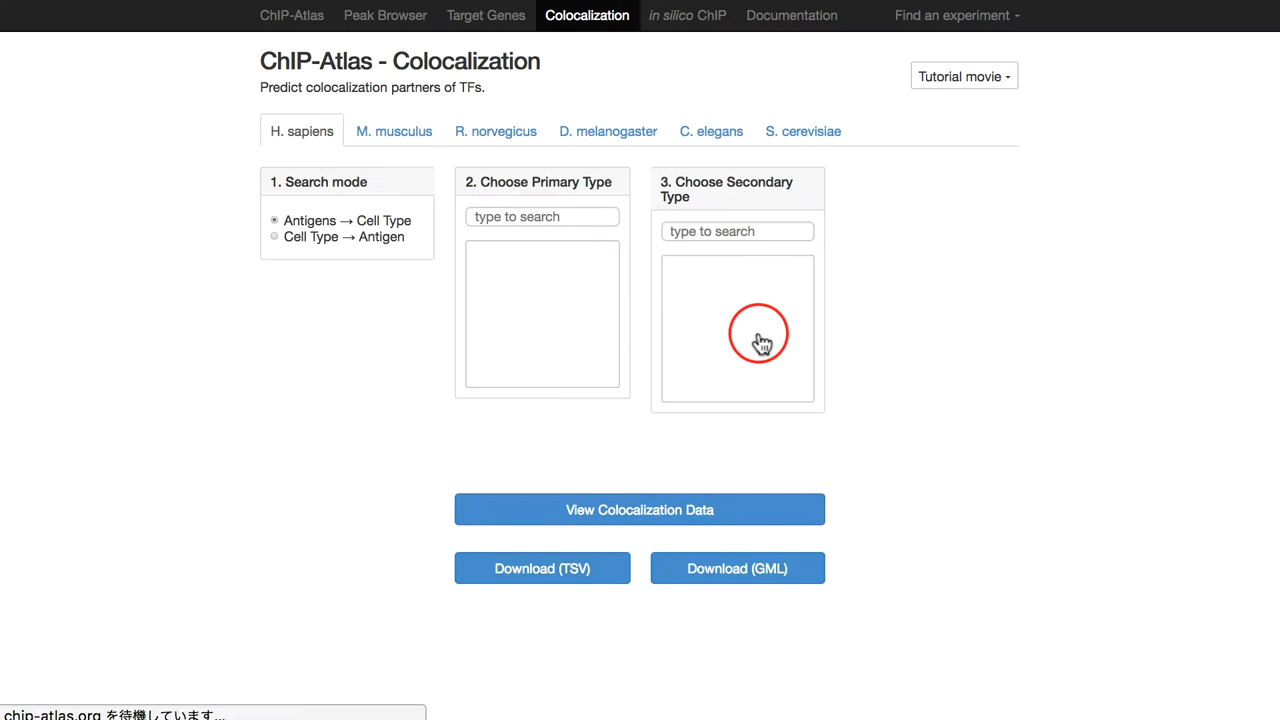 ChIP-Atlas Peak Browser Target Genes Colocalization in silico ChIP Documentation Find an experiment
ChIP-Atlas - Colocalization
Predict colocalization partners of TFs.
Tutorial movie
H. sapiens M. musculus R. norvegicus D. melanogaster C. elegans S. cerevisiae
1. Search mode
Antigens → Cell Type
Cell Type → Antigen
2. Choose Primary Type
type to search
3. Choose Secondary
Type
type to search
View Colocalization Data
Download (TSV)
Download (GML)
chip-atlas.org を待機しています...